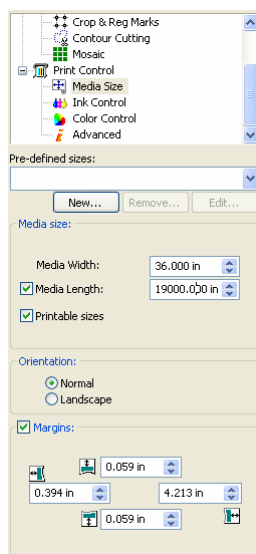 Crop & Reg Marks
Contour Cutting
Mosaic
Print Control
Media Size
Ink Control
Color Control
Advanced
Pre-defined sizes:
New... Remove... Edit...
Media size:
Media Width: 36.000 in
Media Length: 19000.000 in
Printable sizes
Orientation:
Normal
Landscape
Margins:
0.059 in
0.394 in 4.213 in
0.059 in